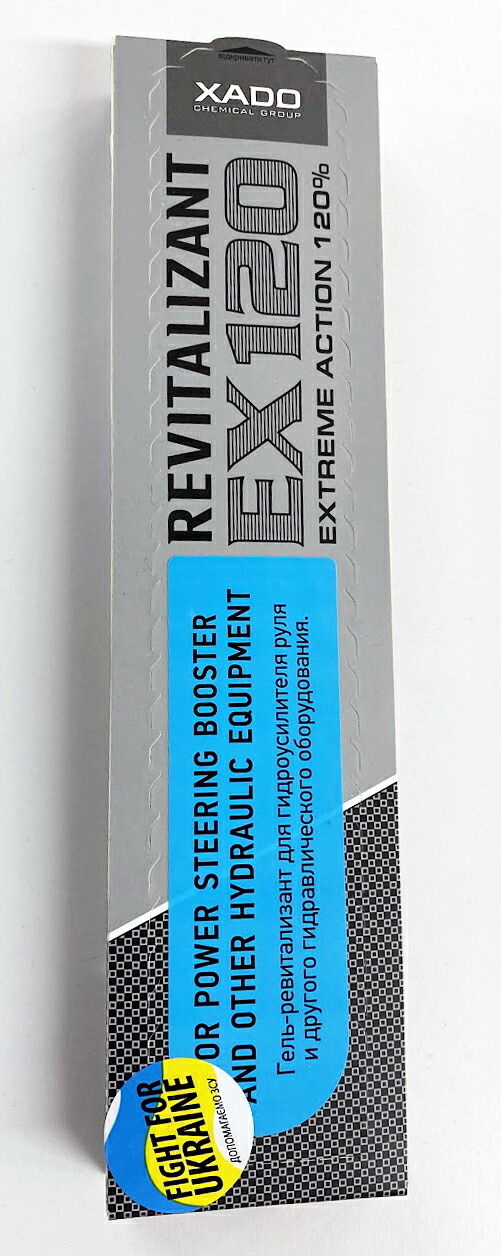 відкривати тут
XADO
CHEMICAL GROUP
REVITALIZANT
EX120
EXTREME ACTION 120%
OR POWER STEERING BOOSTER
AND OTHER HYDRAULIC EQUIPMENT
Гель-ревитализант для гидроусилителя руля
и другого гидравлического оборудования.
FIGHT FOR
UKRAINE
ДОПОМАГАЄМО ЗСУ